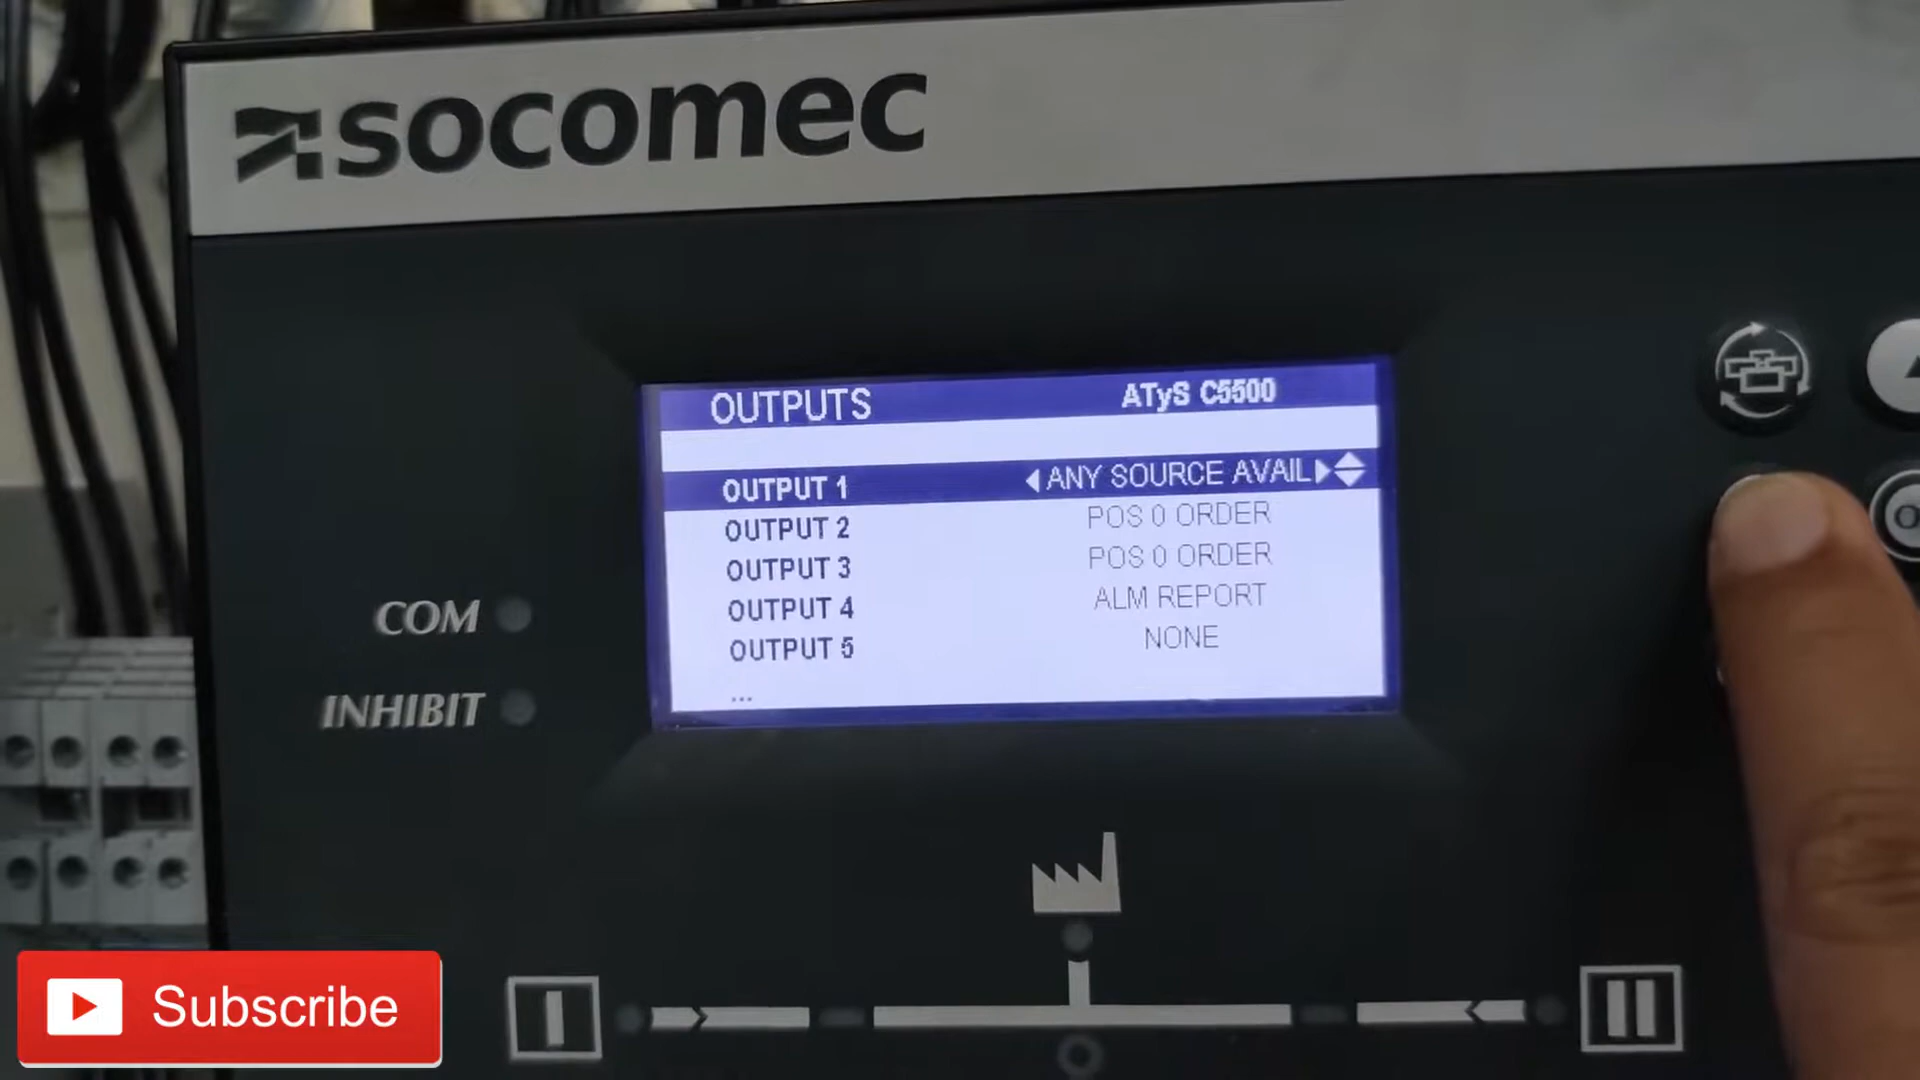 socomec
OUTPUTS ATyS C5500
OUTPUT 1 ANY SOURCE AVAIL
OUTPUT 2 POS 0 ORDER
OUTPUT 3 POS 0 ORDER
OUTPUT 4 ALM REPORT
OUTPUT 5 NONE
...
COM
INHIBIT
I II
Subscribe